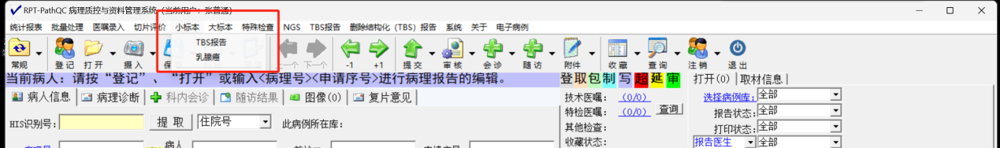 RPT-PathQC 病理质控与资料管理系统 (当前用户: 张普通)
统计报表 批量处理 医嘱录入 切片评价 小标本 大标本 特殊检查 NGS TBS报告 删除结构化（TBS）报告 系统 关于 电子病例
TBS报告
乳腺癌
常规 登记 打开 摄入 下一个 -1 +1 提交 审核 会诊 随访 附件 收藏 查询 注销 退出
当前病人: 请按“登记”、“打开”或输入<病理号><申请序号>进行病理报告的编辑。 登 取 包 制 写 超 延 审 打开(0) 取材信息
病人信息 病理诊断 科内会诊 随访结果 图像(0) 复片意见
技术医嘱: (0/0) 选择病例库: 全部
HIS识别号: 提 取 住院号 此病例所在库:
特检医嘱: (0/0) 查询 报告状态: 全部
其他检查: 打印状态: 全部
收藏状态: 报告医生 全部